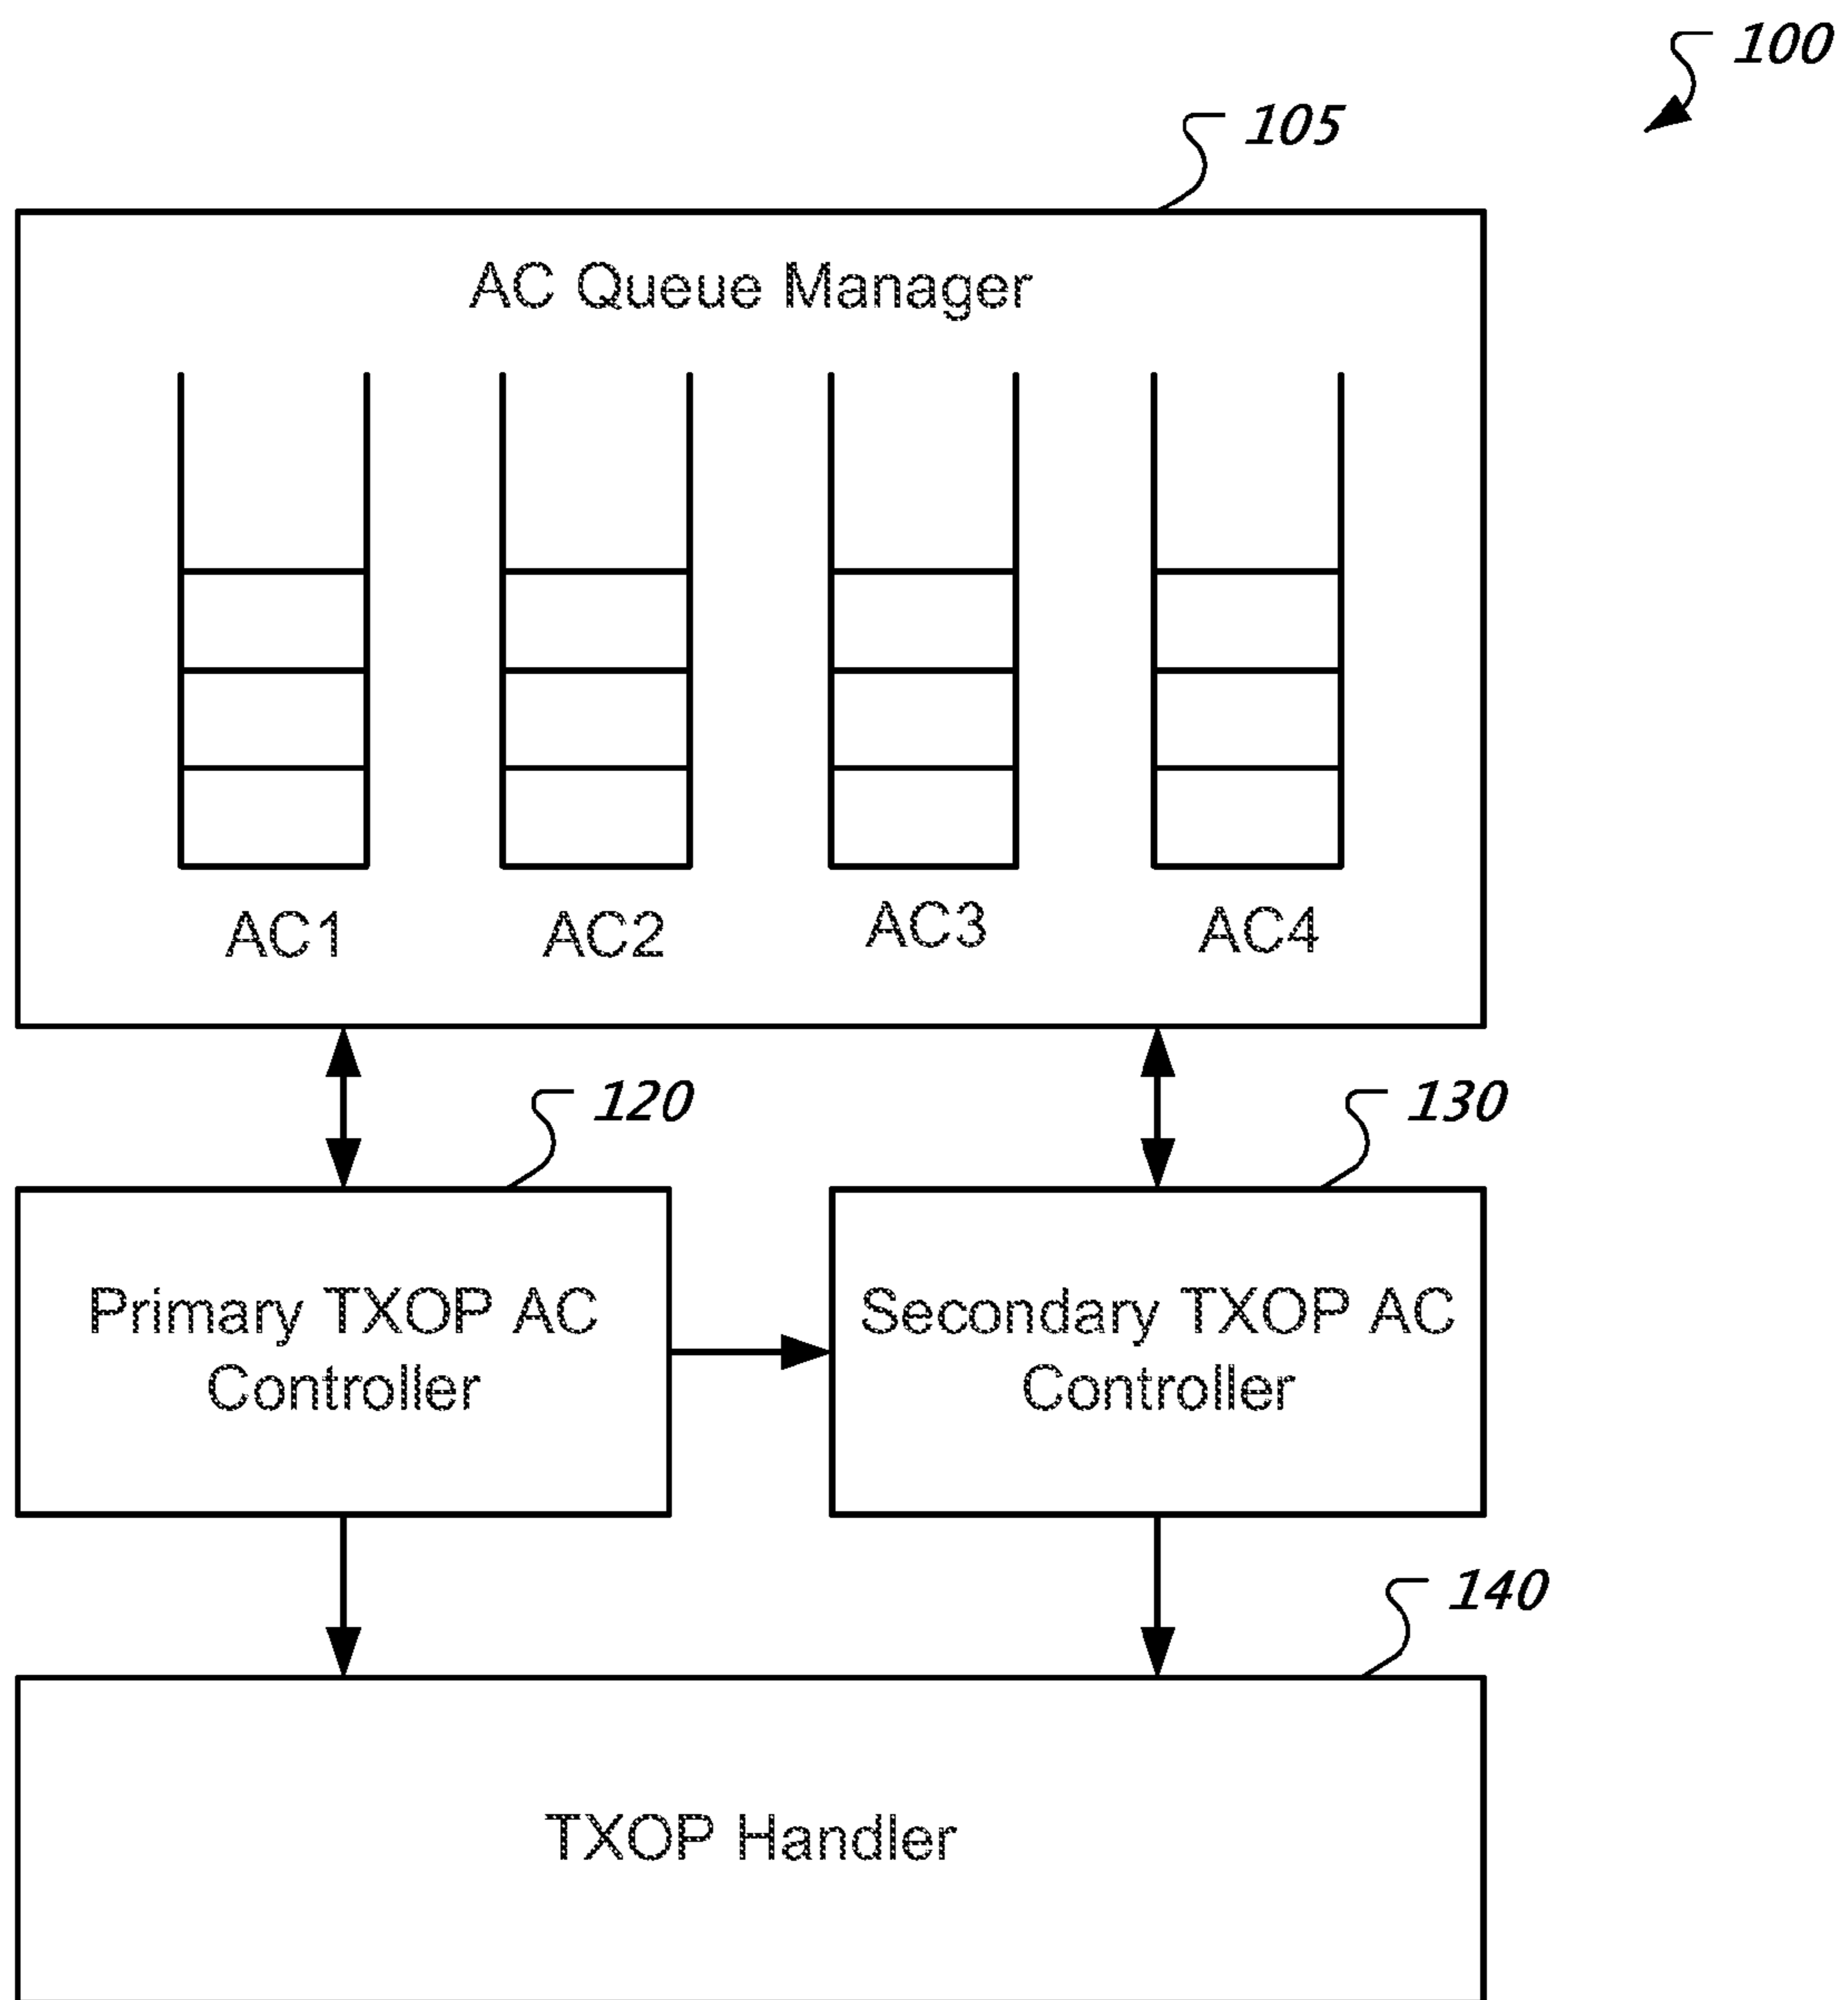 100
105
AC Queue Manager
AC1 AC2 AC3 AC4
120
130
Primary TXOP AC
Controller
Secondary TXOP AC
Controller
140
TXOP Handler